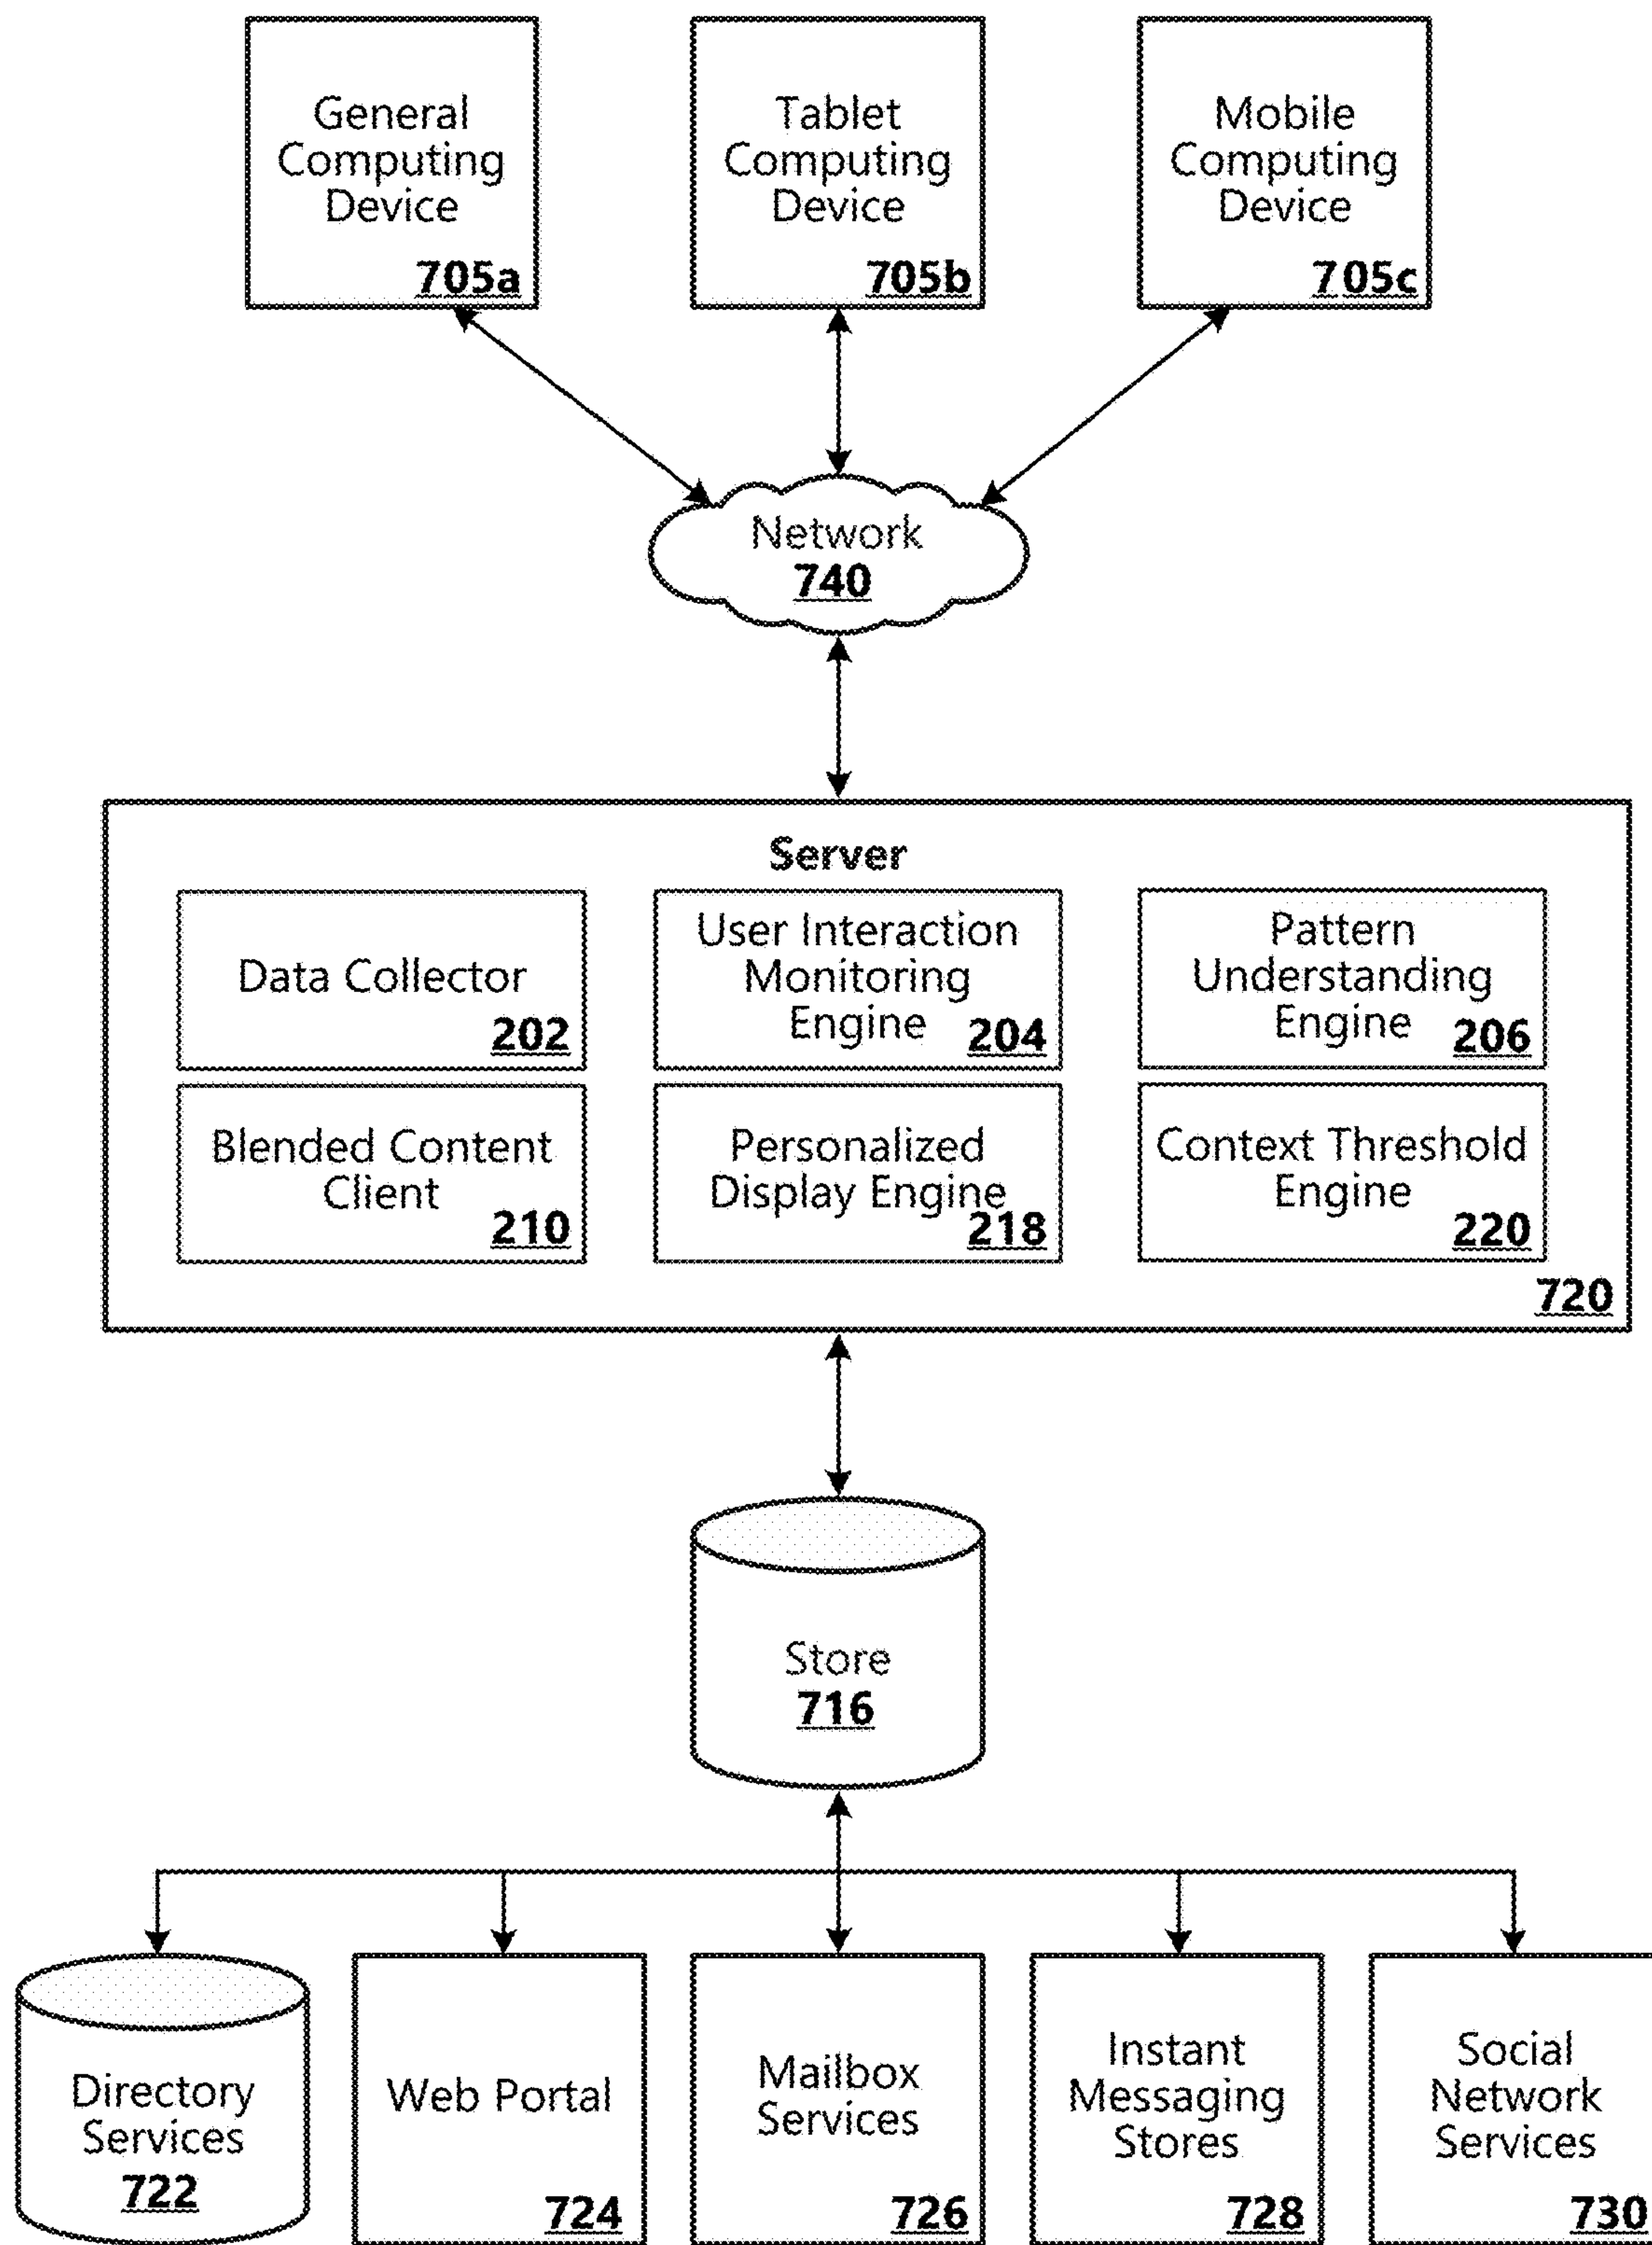 General
Computing
Device
705a
Tablet
Computing
Device
705b
Mobile
Computing
Device
705c
Network
740
Server
Data Collector
202
User Interaction
Monitoring
Engine
204
Pattern
Understanding
Engine
206
Blended Content
Client
210
Personalized
Display Engine
218
Context Threshold
Engine
220
720
Store
716
Directory
Services
722
Web Portal
724
Mailbox
Services
726
Instant
Messaging
Stores
728
Social
Network
Services
730